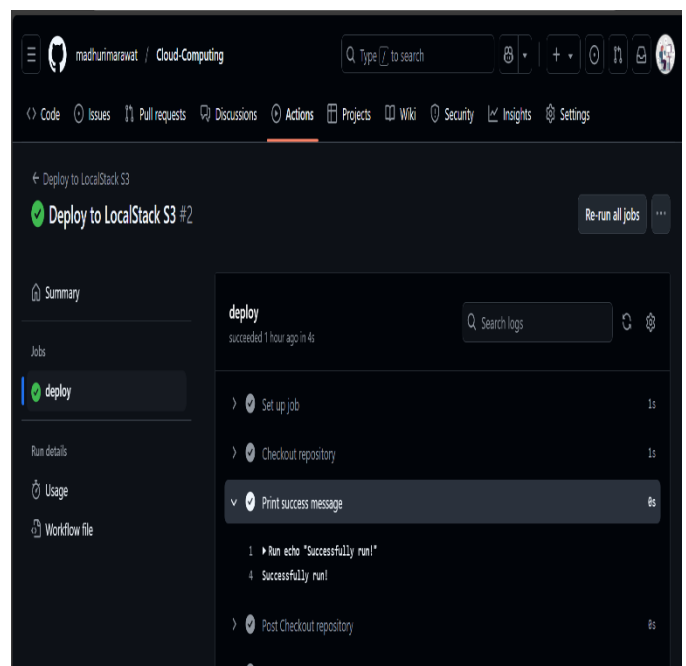 madhurimarawat / Cloud-Computing
Type / to search
Code Issues Pull requests Discussions Actions Projects Wiki Security Insights Settings
Deploy to LocalStack S3
Deploy to LocalStack S3 #2
Re-run all jobs
Summary
Jobs
deploy
Run details
Usage
Workflow file
deploy
succeeded 1 hour ago in 4s
Search logs
Set up job 1s
Checkout repository 1s
Print success message 0s
1 Run echo "Successfully run!"
4 Successfully run!
Post Checkout repository 0s